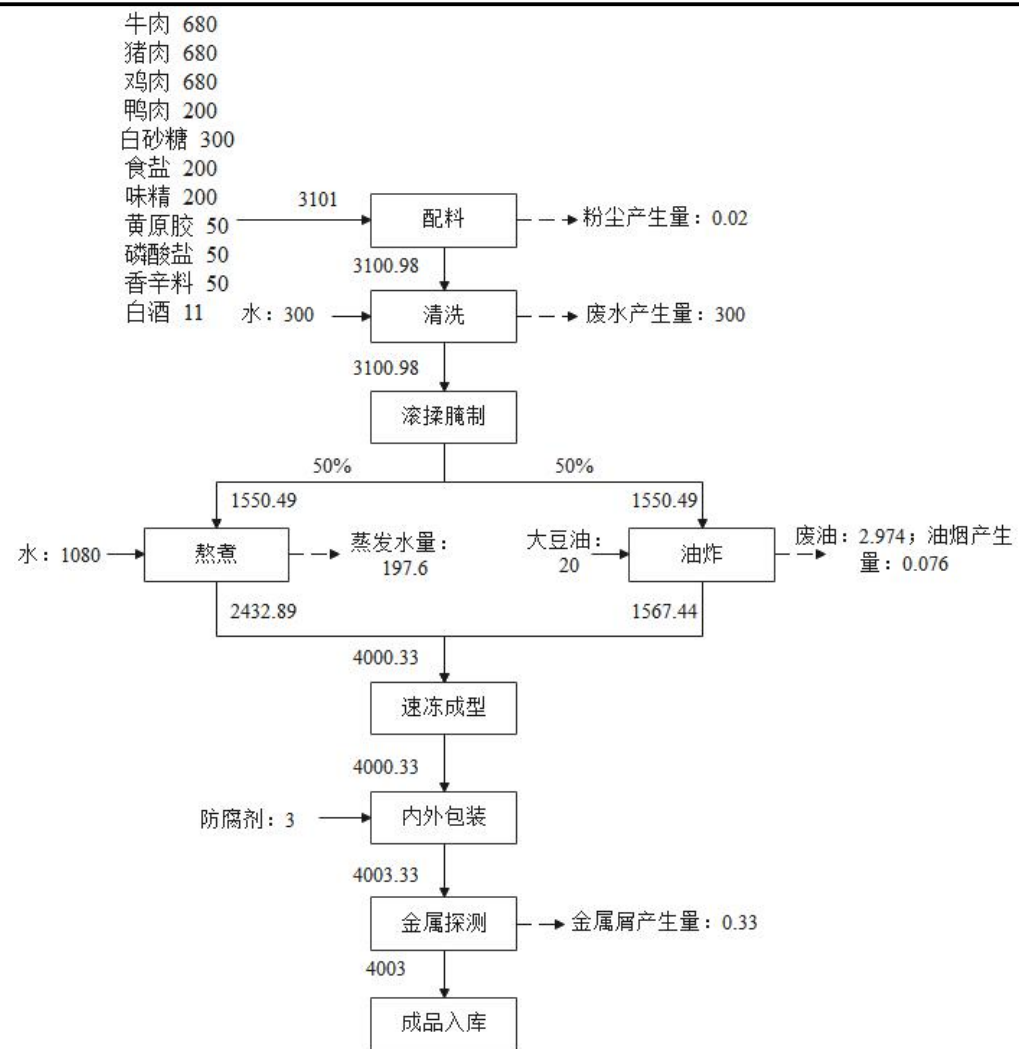 牛肉 680
猪肉 680
鸡肉 680
鸭肉 200
白砂糖 300
食盐 200
味精 200
黄原胶 50
磷酸盐 50
香辛料 50
白酒 11
3101
配料
粉尘产生量：0.02
3100.98
水：300
清洗
废水产生量：300
3100.98
滚揉腌制
50%
50%
1550.49
1550.49
水：1080
熬煮
蒸发水量：
197.6
大豆油：
20
油炸
废油：2.974；油烟产生
量：0.076
2432.89
1567.44
4000.33
速冻成型
4000.33
防腐剂：3
内外包装
4003.33
金属探测
金属屑产生量：0.33
4003
成品入库